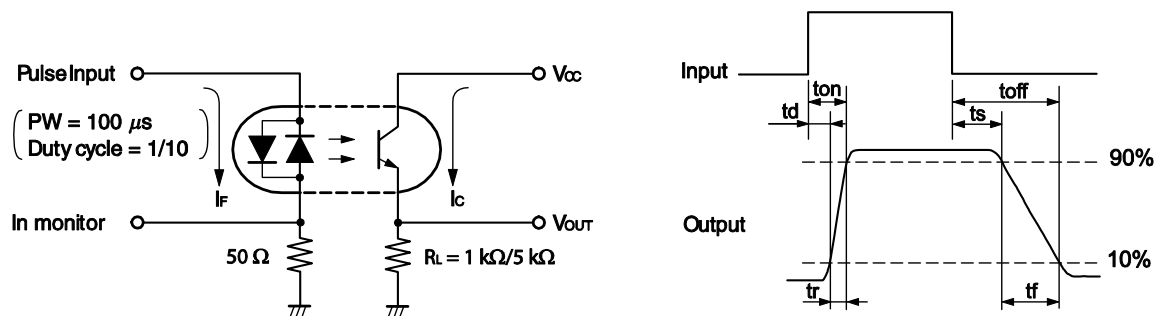 Pulse Input
PW = 100 μs
Duty cycle = 1/10
IF
In monitor
50 Ω
VCC
IC
VOUT
RL = 1 kΩ/5 kΩ
Input
ton
toff
td
ts
90%
Output
10%
tr
tf